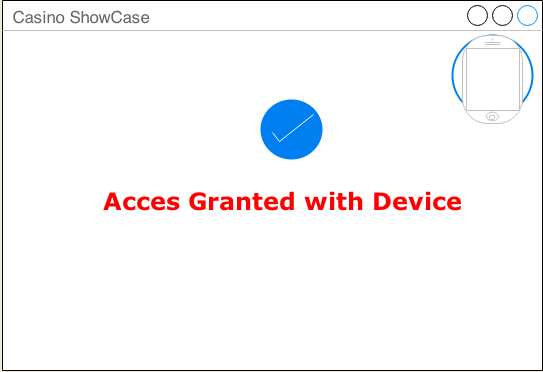 Casino ShowCase
Acces Granted with Device